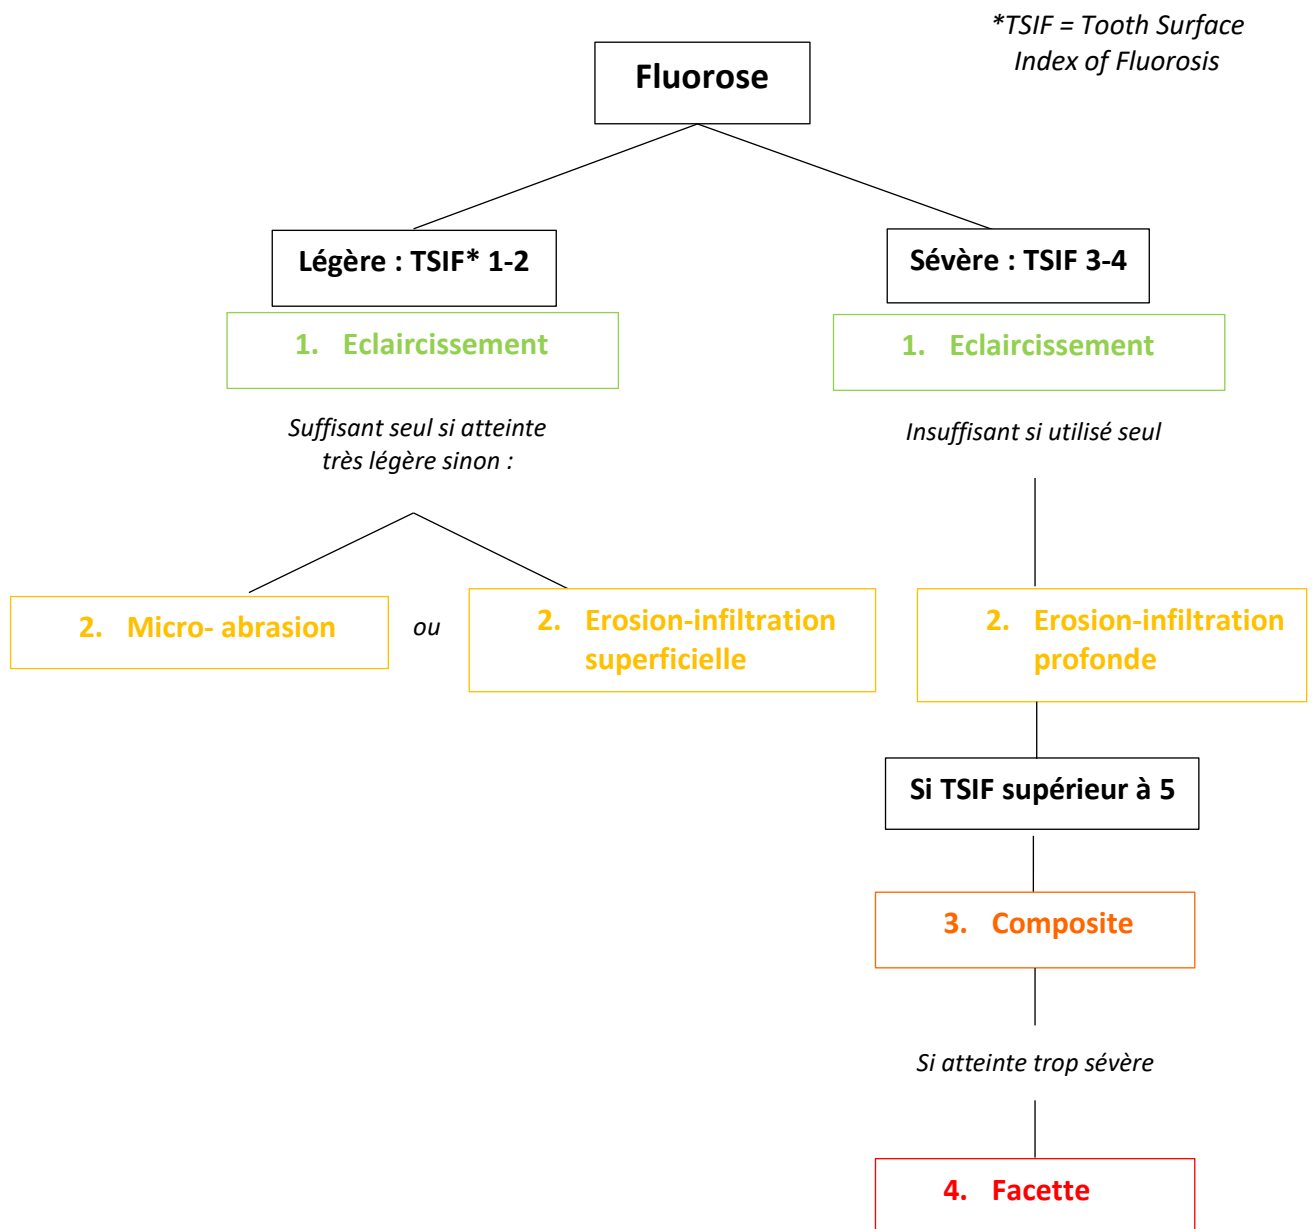 *TSIF = Tooth Surface
Index of Fluorosis
Fluorose
Légère : TSIF* 1-2
Sévère : TSIF 3-4
1. Eclaircissement
1. Eclaircissement
Suffisant seul si atteinte
très légère sinon :
Insuffisant si utilisé seul
2. Micro- abrasion
ou
2. Erosion-infiltration
superficielle
2. Erosion-infiltration
profonde
Si TSIF supérieur à 5
3. Composite
Si atteinte trop sévère
4. Facette